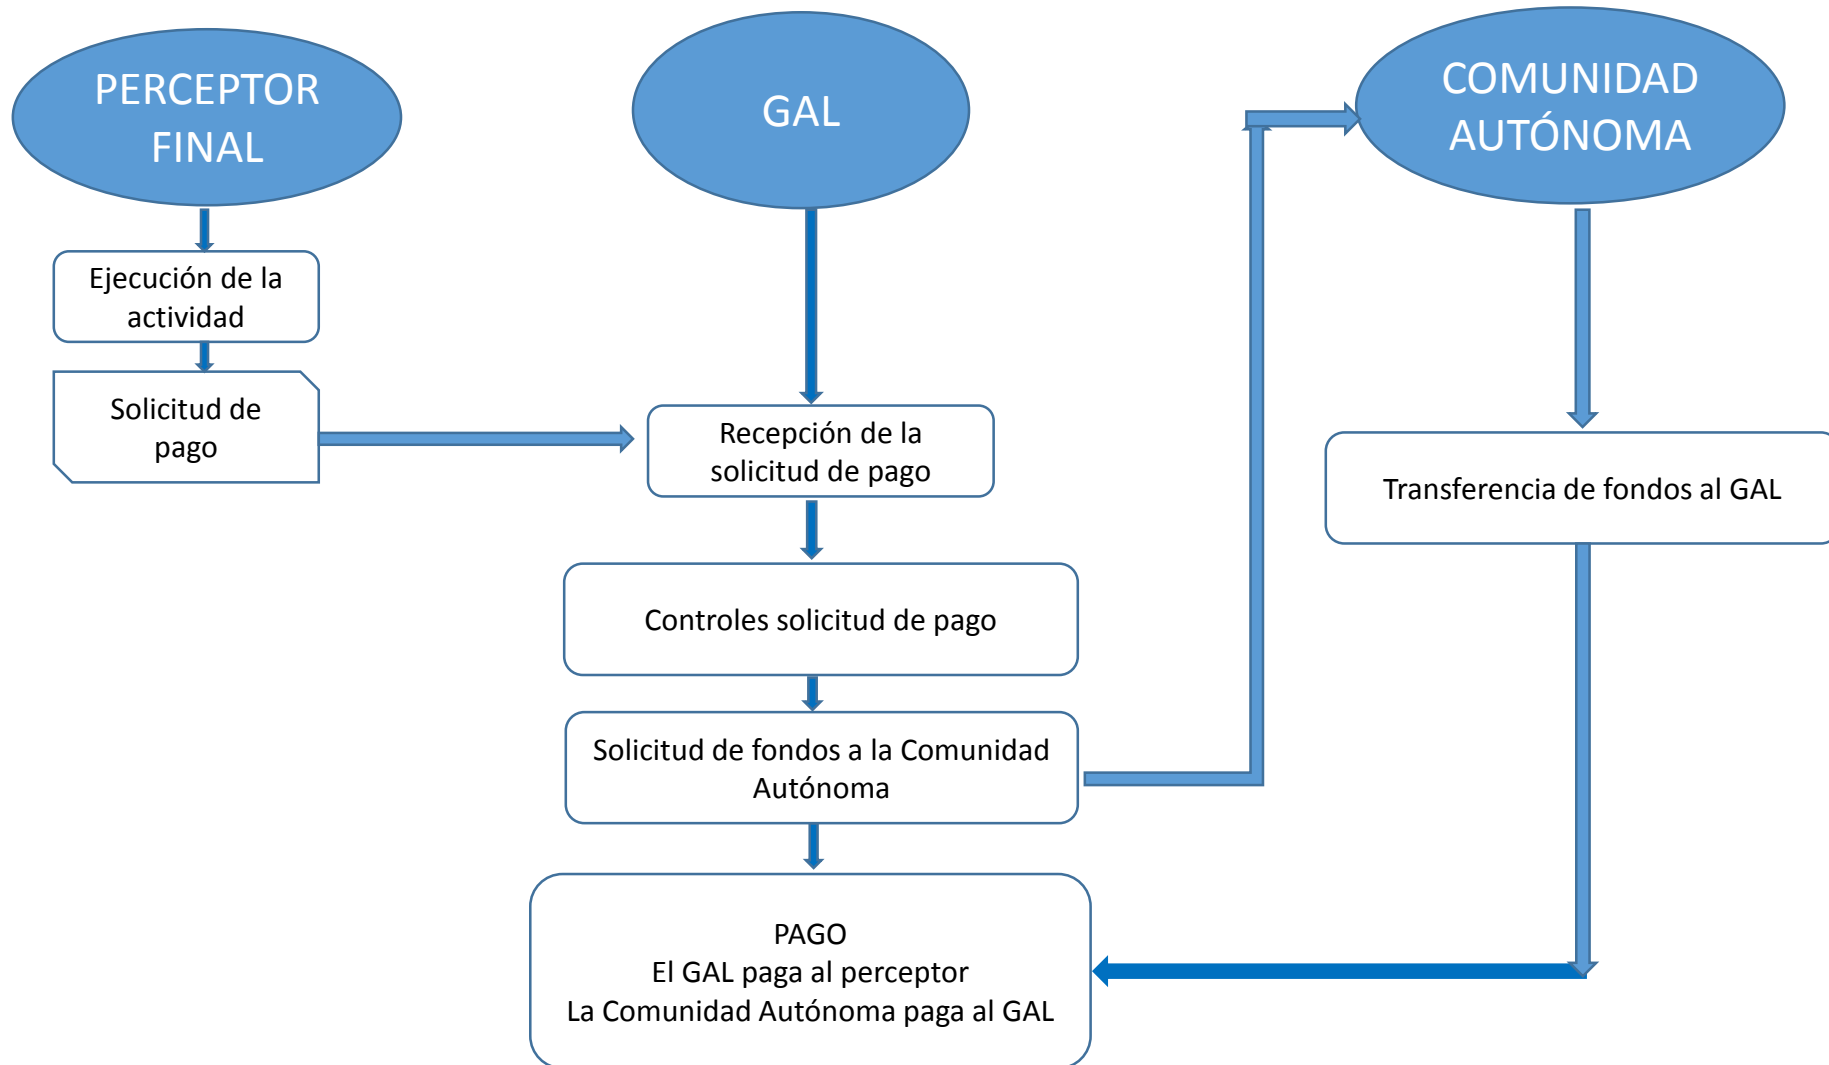 PERCEPTOR
FINAL
GAL
COMUNIDAD
AUTÓNOMA
Ejecución de la
actividad
Solicitud de
pago
Recepción de la
solicitud de pago
Transferencia de fondos al GAL
Controles solicitud de pago
Solicitud de fondos a la Comunidad
Autónoma
PAGO
El GAL paga al perceptor
La Comunidad Autónoma paga al GAL